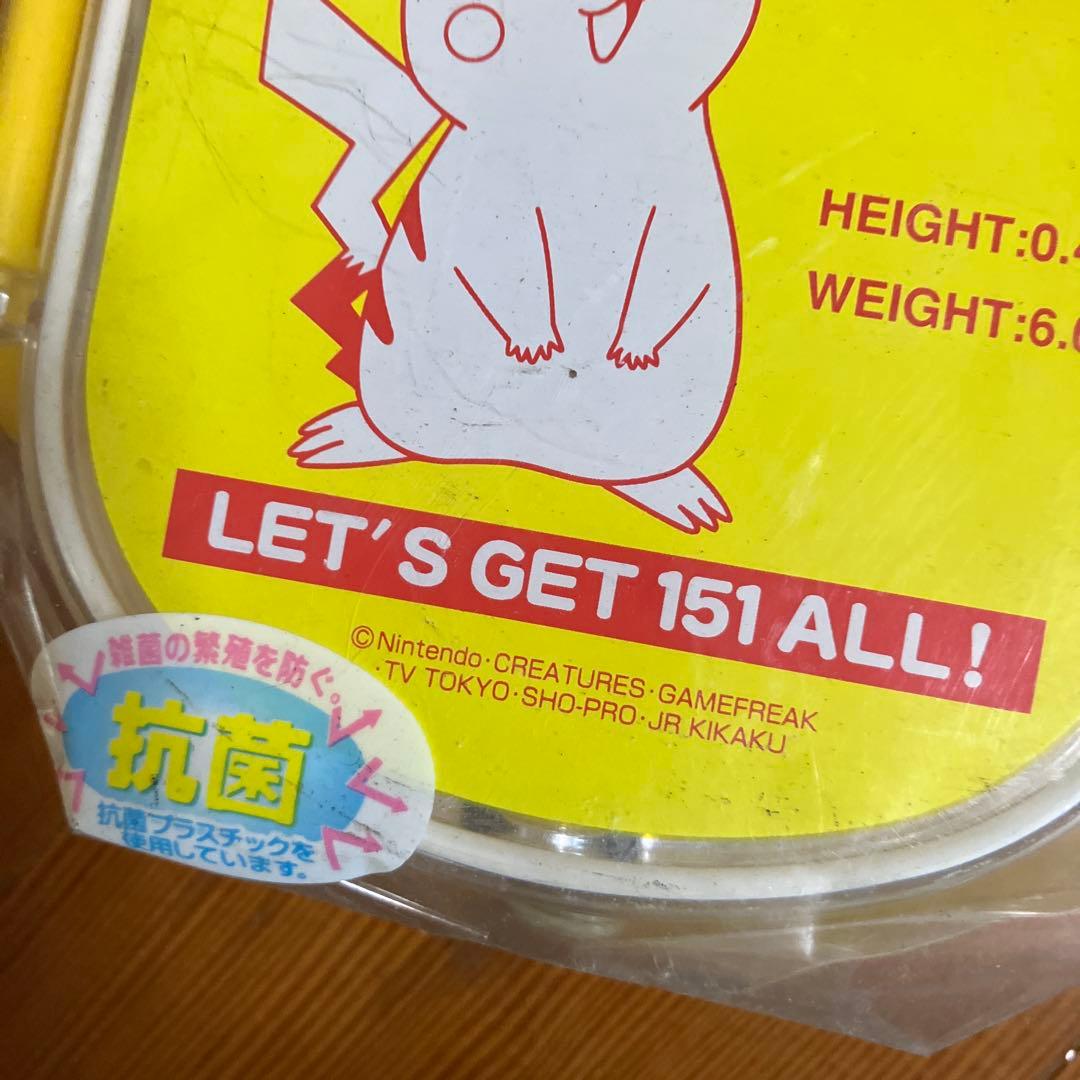 HEIGHT:0.4
WEIGHT:6.0
LET'S GET 151 ALL!
©Nintendo·CREATURES·GAMEFREAK
·TV TOKYO·SHO-PRO·JR KIKAKU
雑菌の繁殖を防ぐ。
抗菌
抗菌プラスチックを
使用しています。